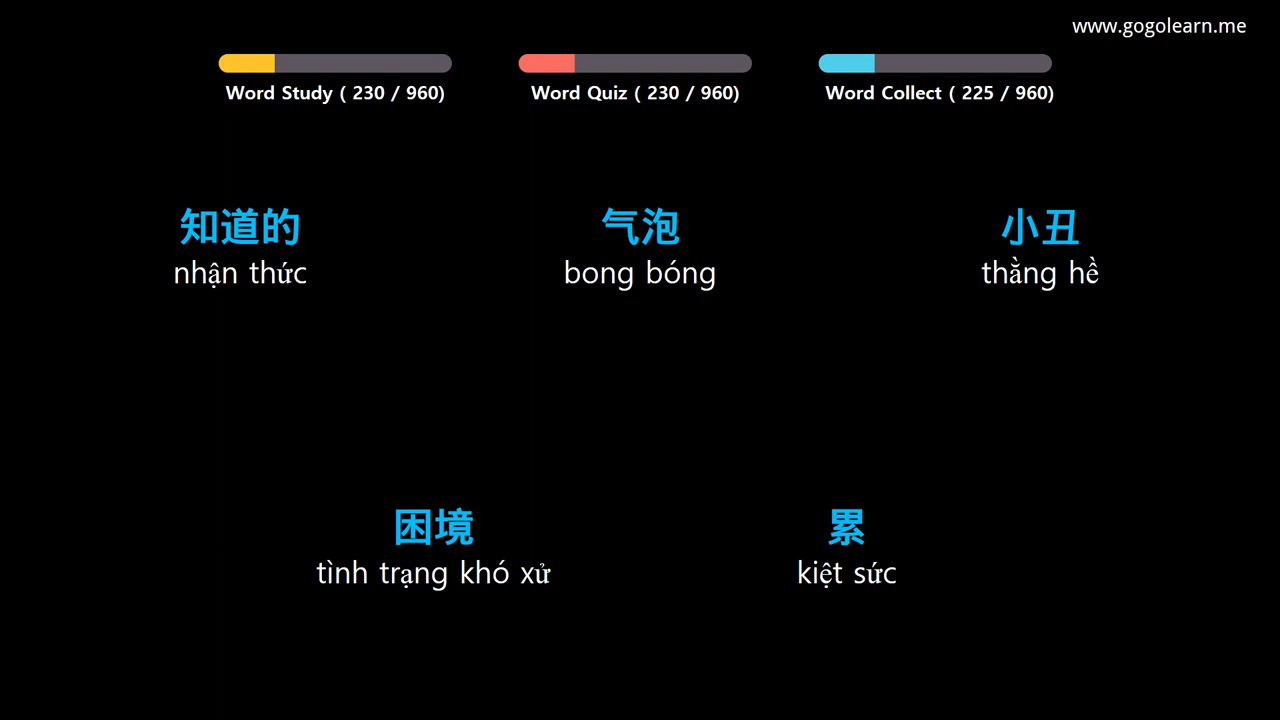 www.gogolearn.me
Word Study ( 230 / 960)
Word Quiz ( 230 / 960)
Word Collect ( 225 / 960)
知道的
nhận thức
气泡
bong bóng
小丑
thằng hề
困境
tình trạng khó xử
累
kiệt sức